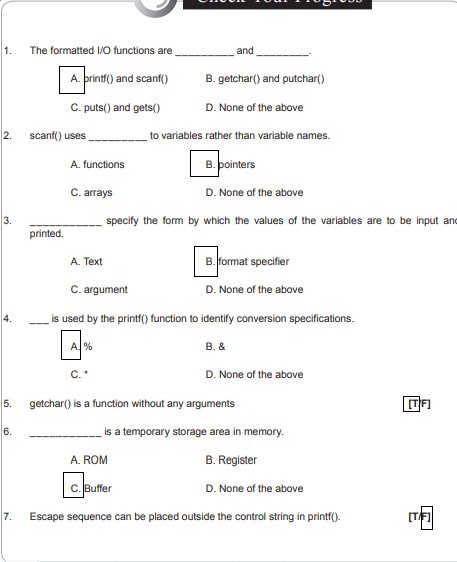 1. The formatted I/O functions are _________ and ________.
A. printf() and scanf() B. getchar() and putchar()
C. puts() and gets() D. None of the above
2. scanf() uses _________ to variables rather than variable names.
A. functions B. pointers
C. arrays D. None of the above
3. ___________ specify the form by which the values of the variables are to be input and
printed.
A. Text B. format specifier
C. argument D. None of the above
4. ___ is used by the printf() function to identify conversion specifications.
A. % B. &
C. * D. None of the above
5. getchar() is a function without any arguments [T/F]
6. ___________ is a temporary storage area in memory.
A. ROM B. Register
C. Buffer D. None of the above
7. Escape sequence can be placed outside the control string in printf(). [T/F]